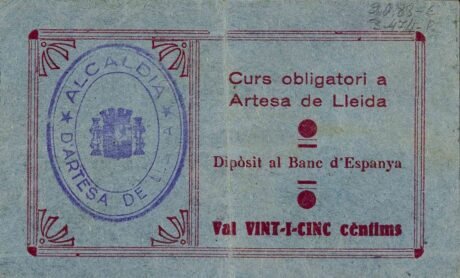 ALCALDIA
D'ARTESA DE
Curs obligatori a
Artesa de Lleida
Dipòsit al Banc d'Espanya
Val VINT-I-CINC cèntims